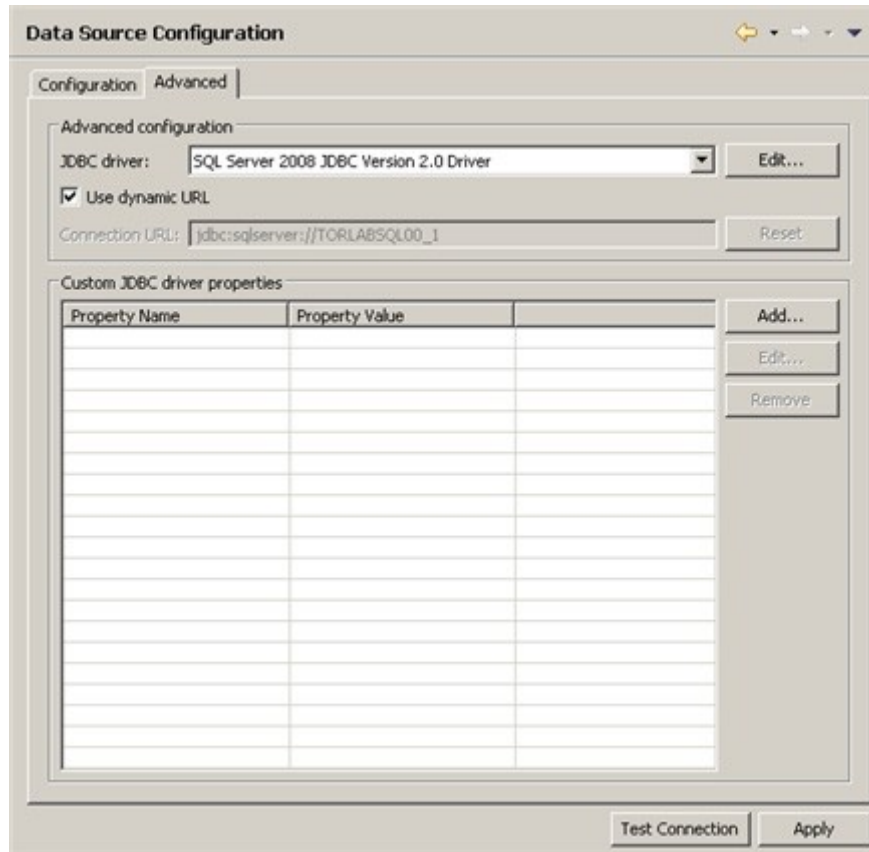 Data Source Configuration
Configuration Advanced
Advanced configuration
JDBC driver: SQL Server 2008 JDBC Version 2.0 Driver Edit...
Use dynamic URL
Connection URL: jdbc:sqlserver://TORLABSQL00_1 Reset
Custom JDBC driver properties
Property Name Property Value Add...
Edit...
Remove
Test Connection Apply